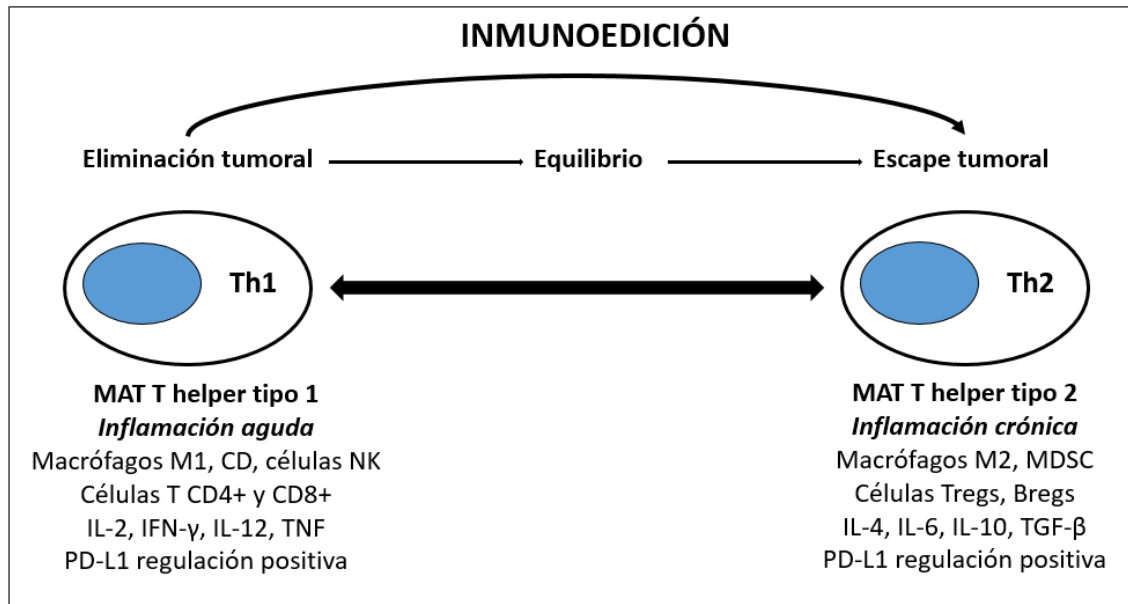 INMUNOEDICIÓN
Eliminación tumoral
Equilibrio
Escape tumoral
Th1
Th2
MAT T helper tipo 1
Inflamación aguda
Macrófagos M1, CD, células NK
Células T CD4+ y CD8+
IL-2, IFN-γ, IL-12, TNF
PD-L1 regulación positiva
MAT T helper tipo 2
Inflamación crónica
Macrófagos M2, MDSC
Células Tregs, Bregs
IL-4, IL-6, IL-10, TGF-β
PD-L1 regulación positiva